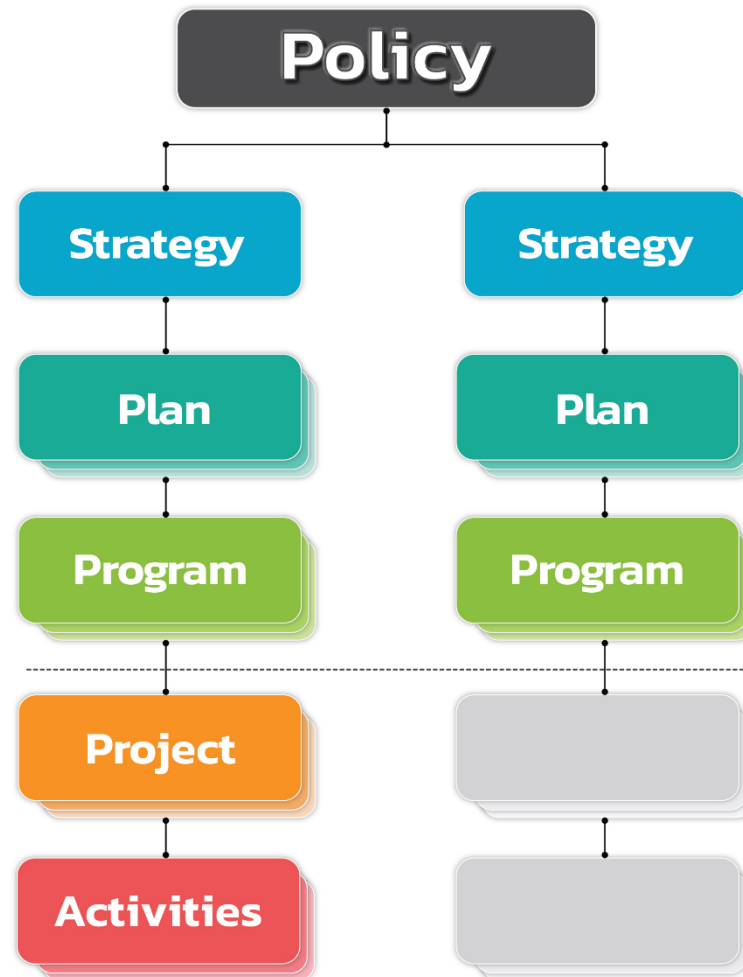 Policy
Strategy
Strategy
Plan
Plan
Program
Program
Project
Activities